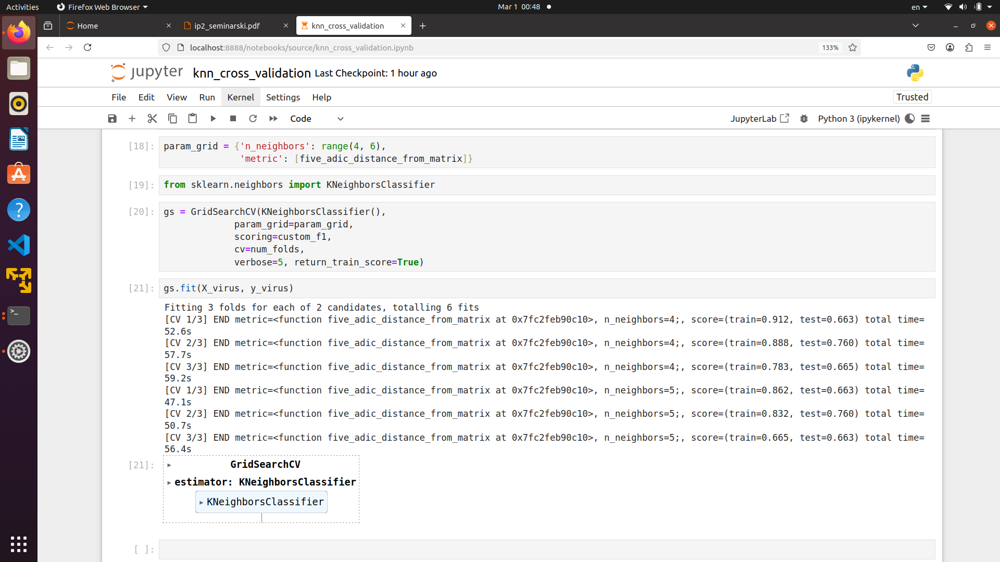 Activities
Firefox Web Browser
Mar 1 00:48
en
Home
ip2_seminarski.pdf
knn_cross_validation
localhost:8888/notebooks/source/knn_cross_validation.ipynb
133%
jupyter
knn_cross_validation Last Checkpoint: 1 hour ago
File Edit View Run Kernel Settings Help
Trusted
Code
JupyterLab
Python 3 (ipykernel)
[18]: param_grid = {'n_neighbors': range(4, 6),
'metric': [five_adic_distance_from_matrix]}
[19]: from sklearn.neighbors import KNeighborsClassifier
[20]: gs = GridSearchCV(KNeighborsClassifier(),
param_grid=param_grid,
scoring=custom_f1,
cv=num_folds,
verbose=5, return_train_score=True)
[21]: gs.fit(X_virus, y_virus)
Fitting 3 folds for each of 2 candidates, totalling 6 fits
[CV 1/3] END metric=<function five_adic_distance_from_matrix at 0x7fc2feb90c10>, n_neighbors=4;, score=(train=0.912, test=0.663) total time=
52.6s
[CV 2/3] END metric=<function five_adic_distance_from_matrix at 0x7fc2feb90c10>, n_neighbors=4;, score=(train=0.888, test=0.760) total time=
57.7s
[CV 3/3] END metric=<function five_adic_distance_from_matrix at 0x7fc2feb90c10>, n_neighbors=4;, score=(train=0.783, test=0.665) total time=
59.2s
[CV 1/3] END metric=<function five_adic_distance_from_matrix at 0x7fc2feb90c10>, n_neighbors=5;, score=(train=0.862, test=0.663) total time=
47.1s
[CV 2/3] END metric=<function five_adic_distance_from_matrix at 0x7fc2feb90c10>, n_neighbors=5;, score=(train=0.832, test=0.760) total time=
50.7s
[CV 3/3] END metric=<function five_adic_distance_from_matrix at 0x7fc2feb90c10>, n_neighbors=5;, score=(train=0.665, test=0.663) total time=
56.4s
[21]: GridSearchCV
estimator: KNeighborsClassifier
KNeighborsClassifier
[ ]: